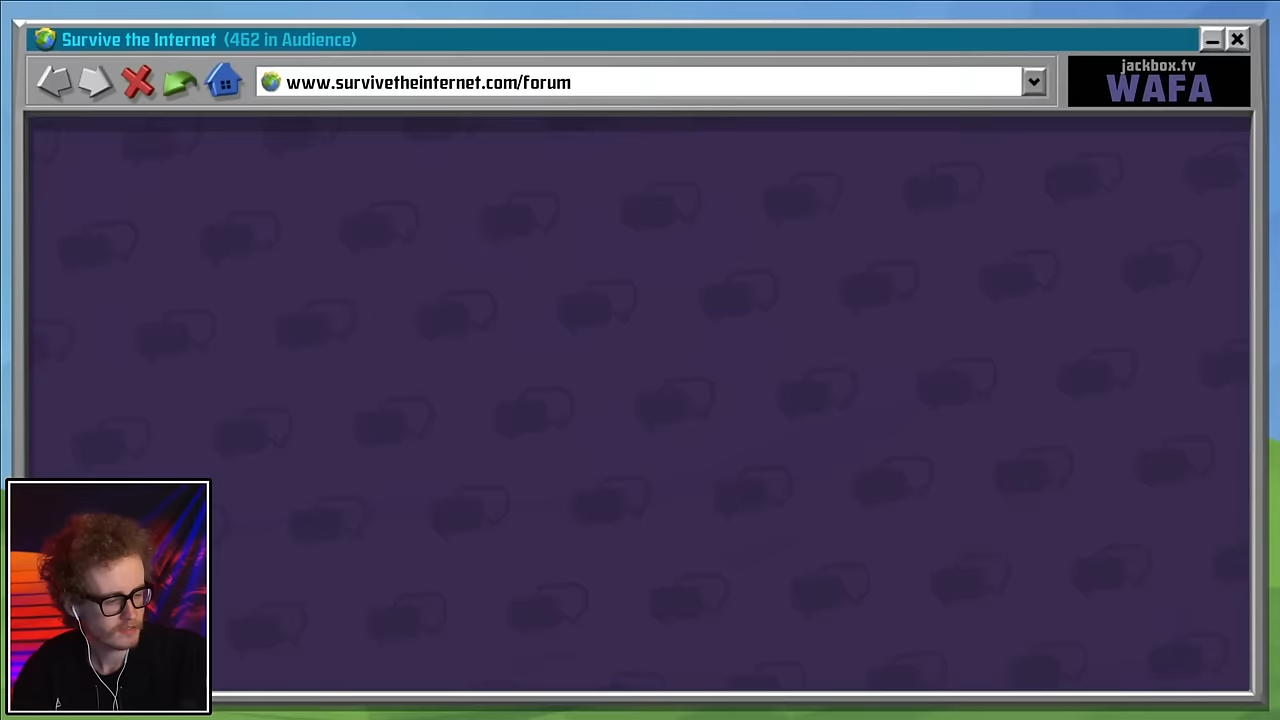 Survive the Internet (462 in Audience)
www.survivetheinternet.com/forum
jackbox.tv
WAFA